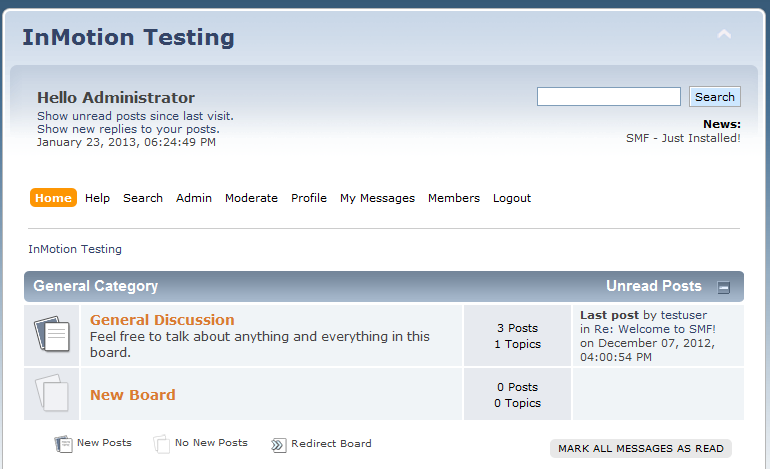 InMotion Testing
Hello Administrator
Show unread posts since last visit.
Show new replies to your posts.
January 23, 2013, 06:24:49 PM
Search
News:
SMF - Just Installed!
Home Help Search Admin Moderate Profile My Messages Members Logout
InMotion Testing
General Category Unread Posts
General Discussion
Feel free to talk about anything and everything in this
board.
3 Posts
1 Topics
Last post by testuser
in Re: Welcome to SMF!
on December 07, 2012,
04:00:54 PM
New Board
0 Posts
0 Topics
New Posts No New Posts Redirect Board
MARK ALL MESSAGES AS READ